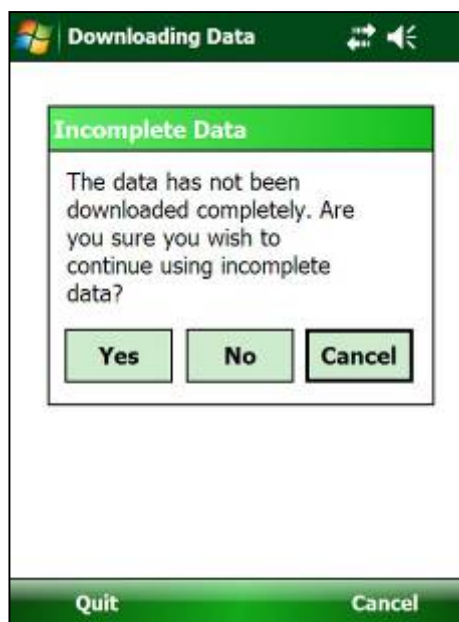 Downloading Data
Incomplete Data
The data has not been
downloaded completely. Are
you sure you wish to
continue using incomplete
data?
Yes No Cancel
Quit Cancel